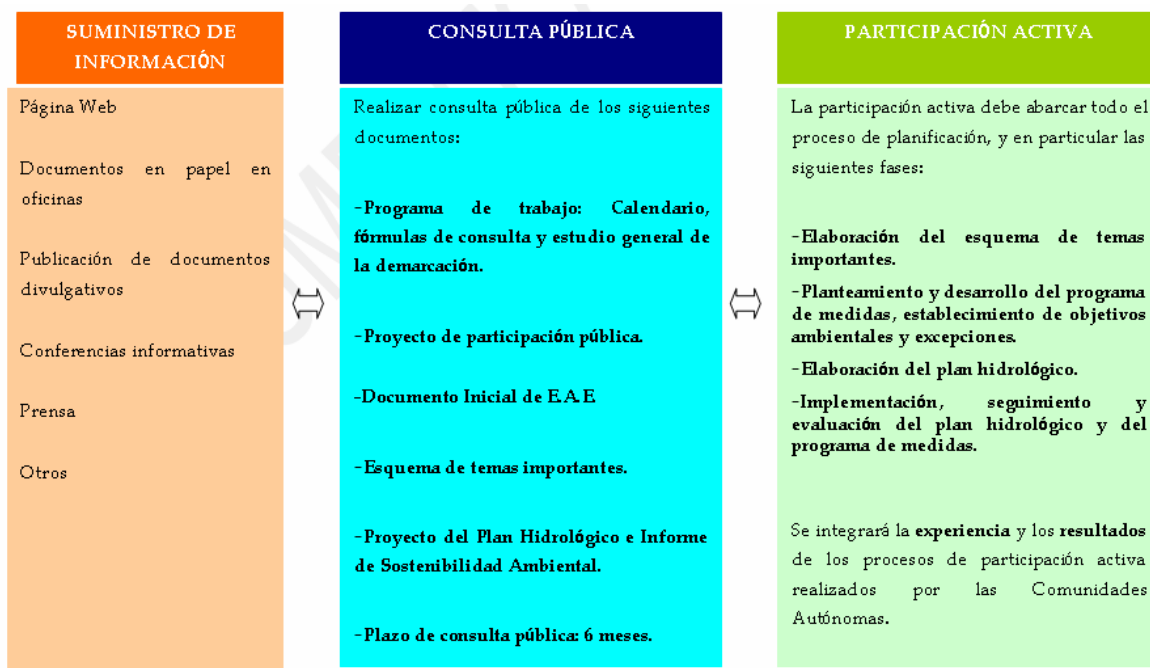 SUMINISTRO DE
INFORMACIÓN
Página Web
Documentos en papel en
oficinas
Publicación de documentos
divulgativos
Conferencias informativas
Prensa
Otros
CONSULTA PÚBLICA
Realizar consulta pública de los siguientes
documentos:
-Programa de trabajo: Calendario,
fórmulas de consulta y estudio general de
la demarcación.
-Proyecto de participación pública.
-Documento Inicial de E.A.E
-Esquema de temas importantes.
-Proyecto del Plan Hidrológico e Informe
de Sostenibilidad Ambiental.
-Plazo de consulta pública: 6 meses.
PARTICIPACIÓN ACTIVA
La participación activa debe abarcar todo el
proceso de planificación, y en particular las
siguientes fases:
-Elaboración del esquema de temas
importantes.
-Planteamiento y desarrollo del programa
de medidas, establecimiento de objetivos
ambientales y excepciones.
-Elaboración del plan hidrológico.
-Implementación, seguimiento y
evaluación del plan hidrológico y del
programa de medidas.
Se integrará la experiencia y los resultados
de los procesos de participación activa
realizados por las Comunidades
Autónomas.